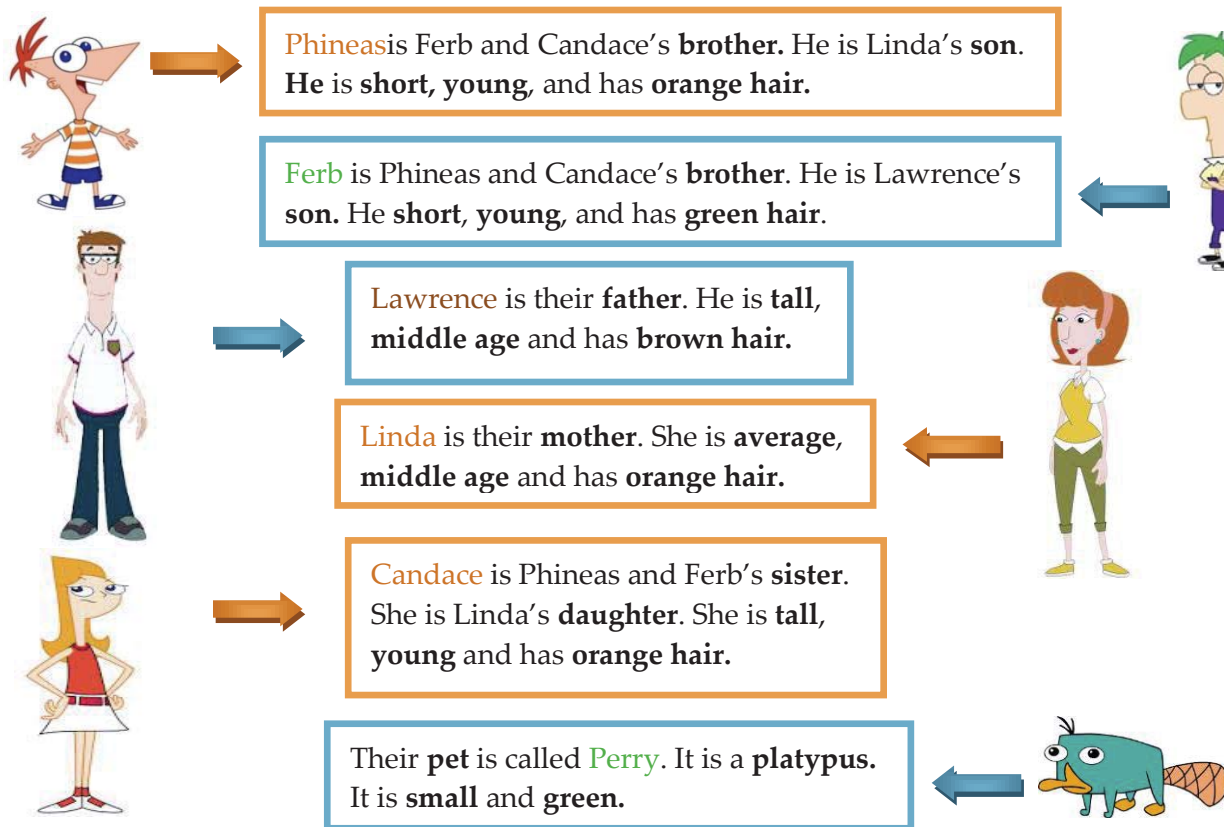 Phineasis Ferb and Candace’s brother. He is Linda’s son.
He is short, young, and has orange hair.
Ferb is Phineas and Candace’s brother. He is Lawrence’s
son. He short, young, and has green hair.
Lawrence is their father. He is tall,
middle age and has brown hair.
Linda is their mother. She is average,
middle age and has orange hair.
Candace is Phineas and Ferb’s sister.
She is Linda’s daughter. She is tall,
young and has orange hair.
Their pet is called Perry. It is a platypus.
It is small and green.